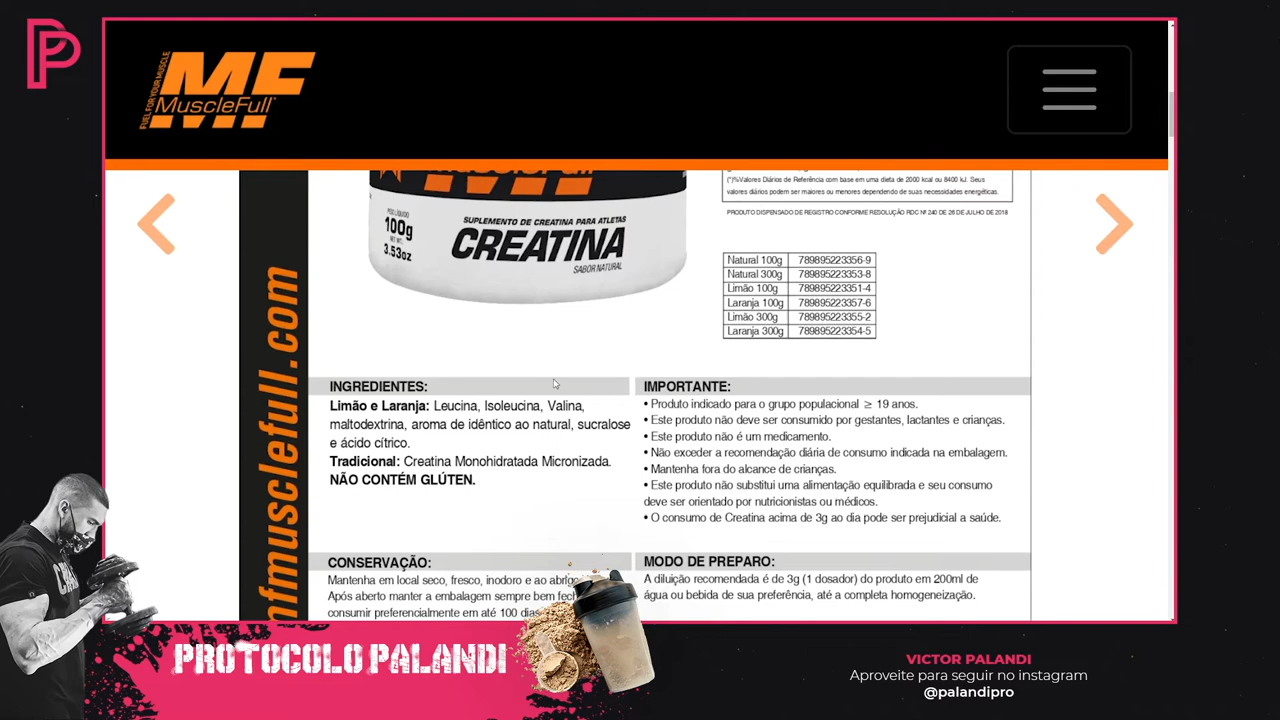 FUEL FOR YOUR MUSCLE
MF
MuscleFull
(*)%Valores Diários de Referência com base em uma dieta de 2000 kcal ou 8400 kJ. Seus
valores diários podem ser maiores ou menores dependendo de suas necessidades energéticas.
PRODUTO DISPENSADO DE REGISTRO CONFORME RESOLUÇÃO RDC Nº 240 DE 26 DE JULHO DE 2018
PESO LÍQUIDO
100g
3.53oz
SUPLEMENTO DE CREATINA PARA ATLETAS
CREATINA
SABOR NATURAL
Natural 100g 789895223356-9
Natural 300g 789895223353-8
Limão 100g 789895223351-4
Laranja 100g 789895223357-6
Limão 300g 789895223355-2
Laranja 300g 789895223354-5
mfmusclefull.com
INGREDIENTES:
Limão e Laranja: Leucina, Isoleucina, Valina,
maltodextrina, aroma de idêntico ao natural, sucralose
e ácido cítrico.
Tradicional: Creatina Monohidratada Micronizada.
NÃO CONTÉM GLÚTEN.
IMPORTANTE:
• Produto indicado para o grupo populacional ≥ 19 anos.
• Este produto não deve ser consumido por gestantes, lactantes e crianças.
• Este produto não é um medicamento.
• Não exceder a recomendação diária de consumo indicada na embalagem.
• Mantenha fora do alcance de crianças.
• Este produto não substitui uma alimentação equilibrada e seu consumo
deve ser orientado por nutricionistas ou médicos.
• O consumo de Creatina acima de 3g ao dia pode ser prejudicial a saúde.
CONSERVAÇÃO:
Mantenha em local seco, fresco, inodoro e ao
Após aberto manter a embalagem sempre bem
consumir preferencialmente em até 100
MODO DE PREPARO:
A diluição recomendada é de 3g (1 dosador) do produto em 200ml de
água ou bebida de sua preferência, até a completa homogeneização.
PROTOCOLO PALANDI
VICTOR PALANDI
Aproveite para seguir no instagram
@palandipro